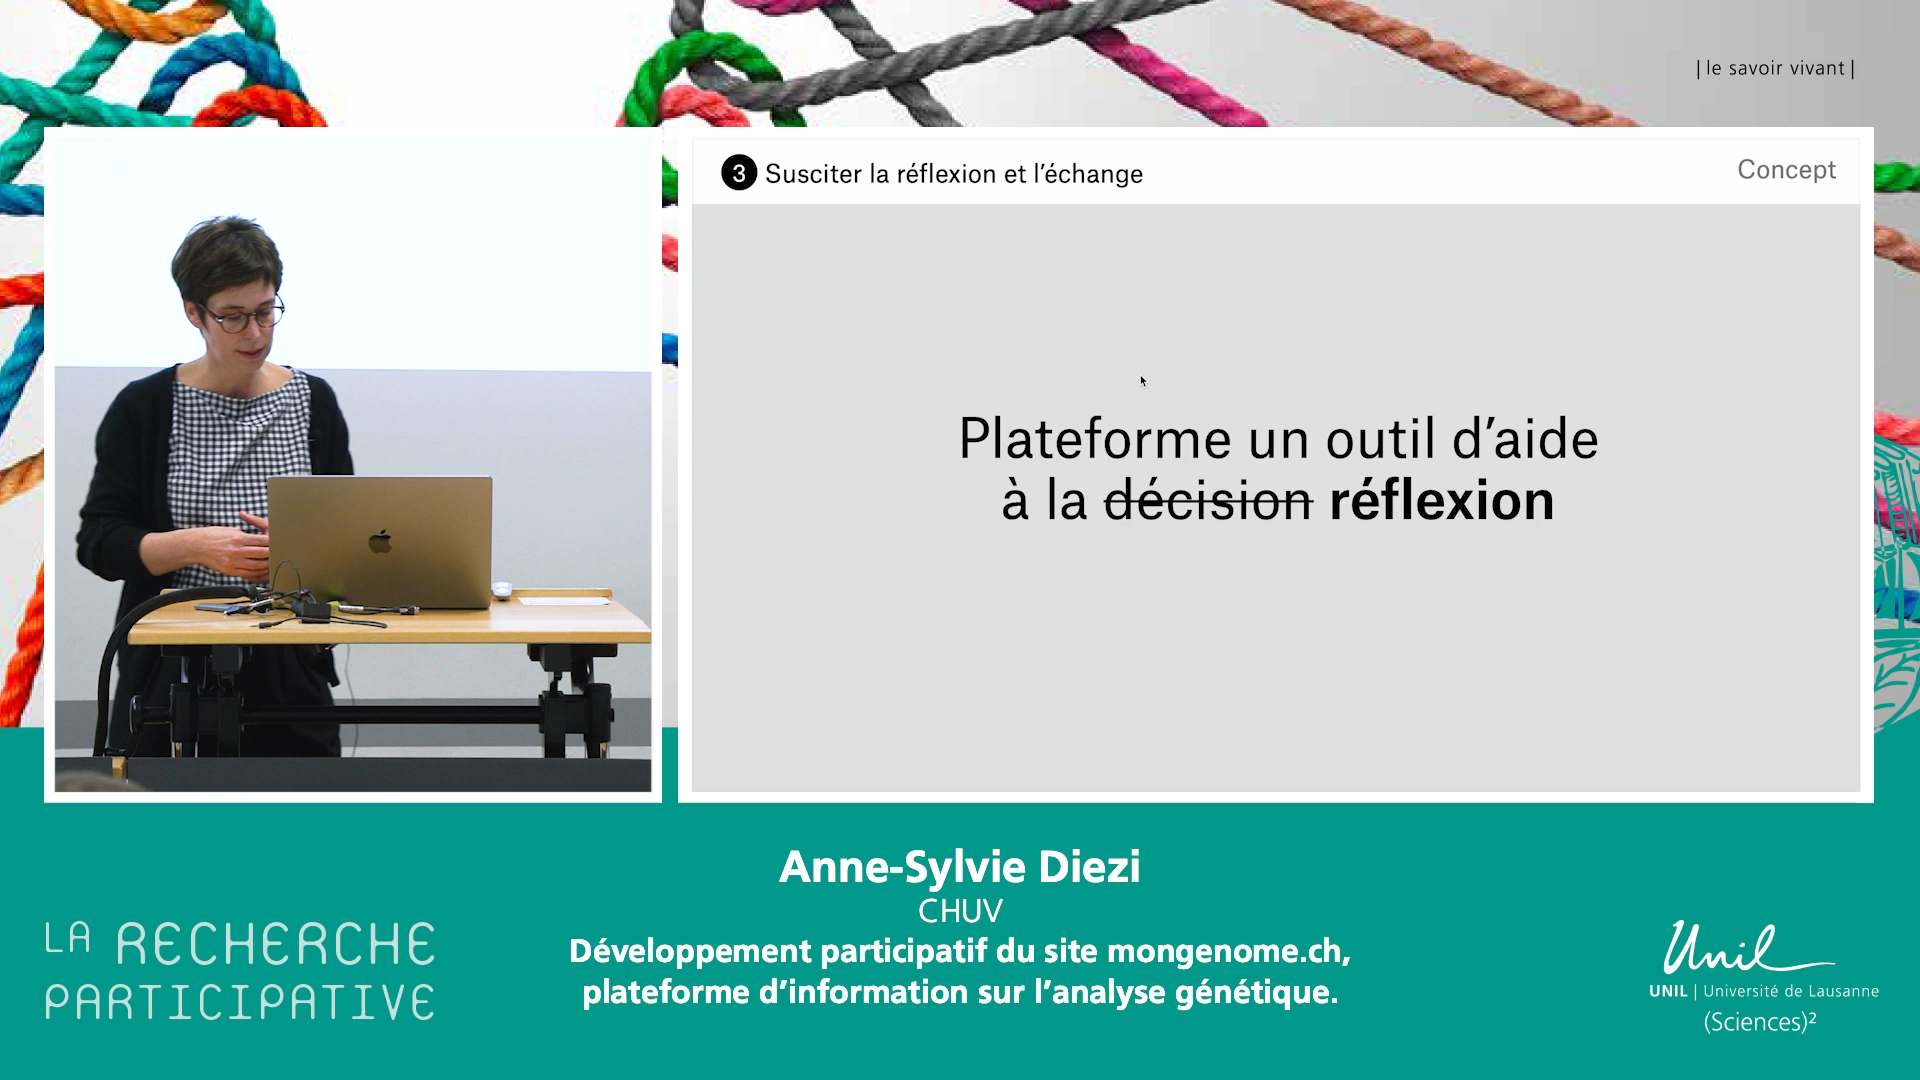 | le savoir vivant |
3 Susciter la réflexion et l’échange
Concept
Plateforme un outil d’aide
à la décision réflexion
Anne-Sylvie Diezi
CHUV
Développement participatif du site mongenome.ch,
plateforme d’information sur l’analyse génétique.
LA RECHERCHE
PARTICIPATIVE
Unil
UNIL | Université de Lausanne
(Sciences)²